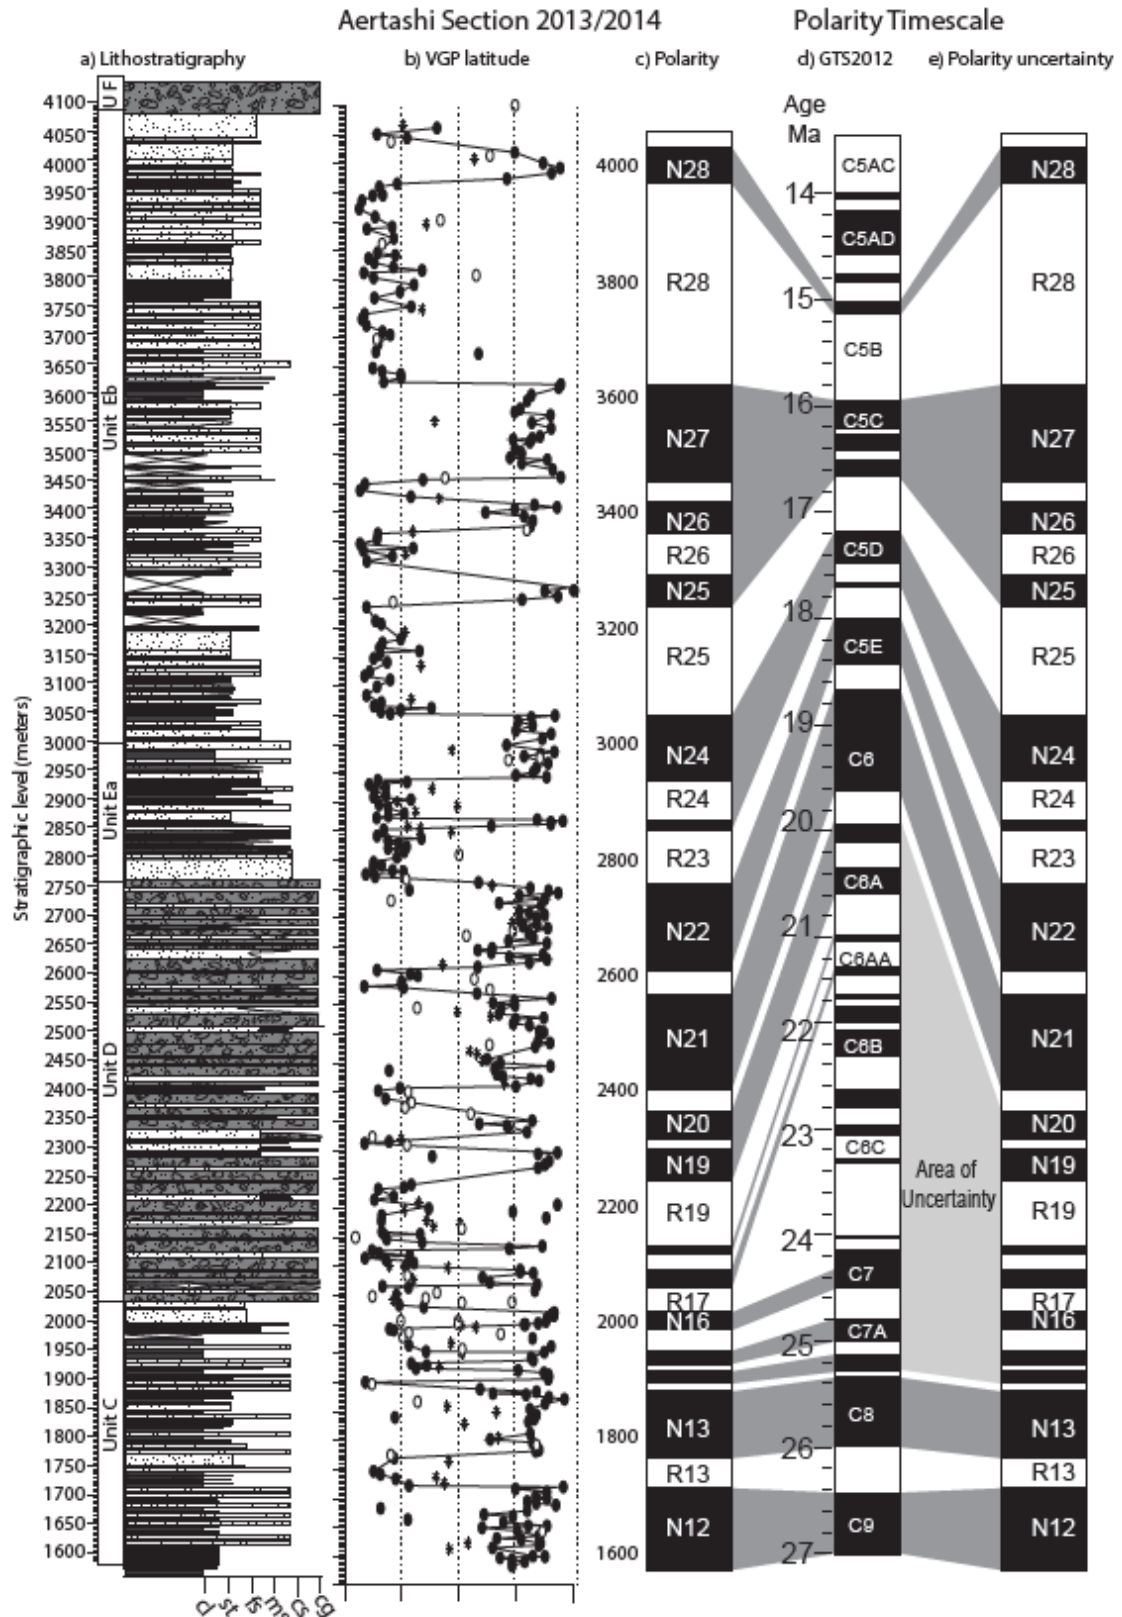 Aertashi Section 2013/2014
Polarity Timescale
a) Lithostratigraphy
b) VGP latitude
c) Polarity
d) GTS2012
e) Polarity uncertainty
Stratigraphic level (meters)
4100
4050
4000
3950
3900
3850
3800
3750
3700
3650
3600
3550
3500
3450
3400
3350
3300
3250
3200
3150
3100
3050
3000
2950
2900
2850
2800
2750
2700
2650
2600
2550
2500
2450
2400
2350
2300
2250
2200
2150
2100
2050
2000
1950
1900
1850
1800
1750
1700
1650
1600
U F
Unit Eb
Unit Ea
Unit D
Unit C
cl
st
fs
ms
cs
cg
4000
3800
3600
3400
3200
3000
2800
2600
2400
2200
2000
1800
1600
N28
R28
N27
N26
R26
N25
R25
N24
R24
R23
N22
N21
N20
N19
R19
R17
N16
N13
R13
N12
Age
Ma
14
15
16
17
18
19
20
21
22
23
24
25
26
27
C5AC
C5AD
C5B
C5C
C5D
C5E
C6
C6A
C6AA
C6B
C6C
C7
C7A
C8
C9
Area of
Uncertainty
N28
R28
N27
N26
R26
N25
R25
N24
R24
R23
N22
N21
N20
N19
R19
R17
N16
N13
R13
N12